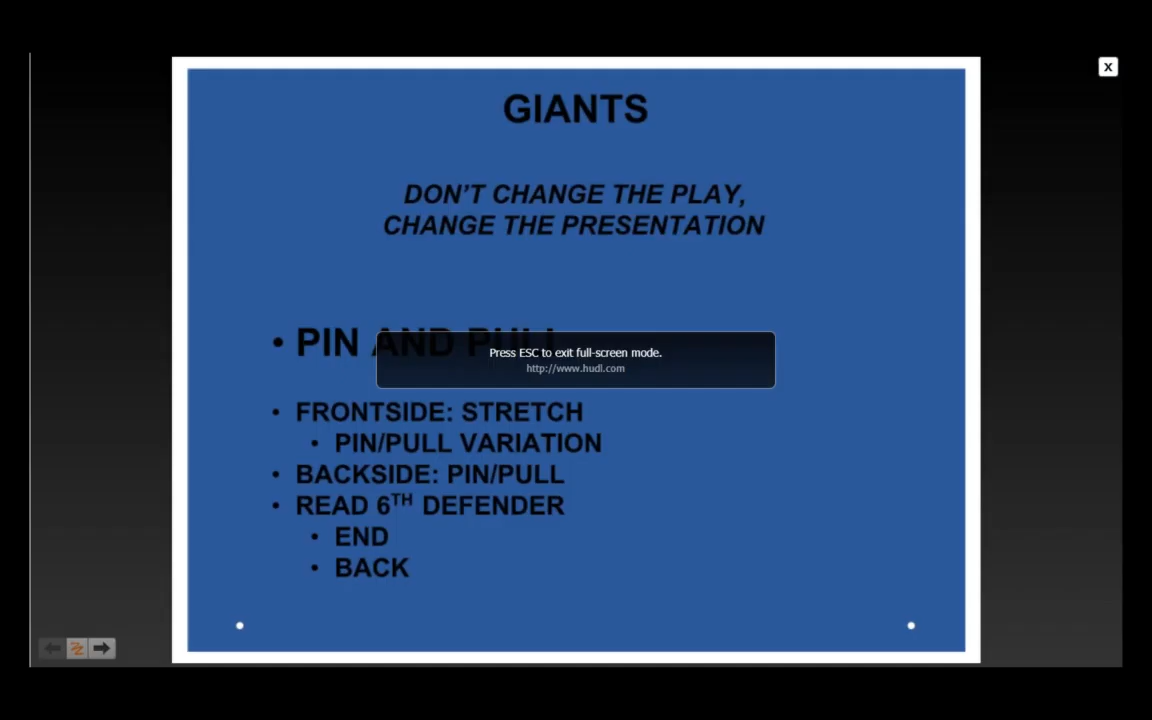 X
GIANTS
DON'T CHANGE THE PLAY,
CHANGE THE PRESENTATION
• PIN AND PULL
Press ESC to exit full-screen mode.
http://www.hudl.com
• FRONTSIDE: STRETCH
• PIN/PULL VARIATION
• BACKSIDE: PIN/PULL
• READ 6TH DEFENDER
• END
• BACK